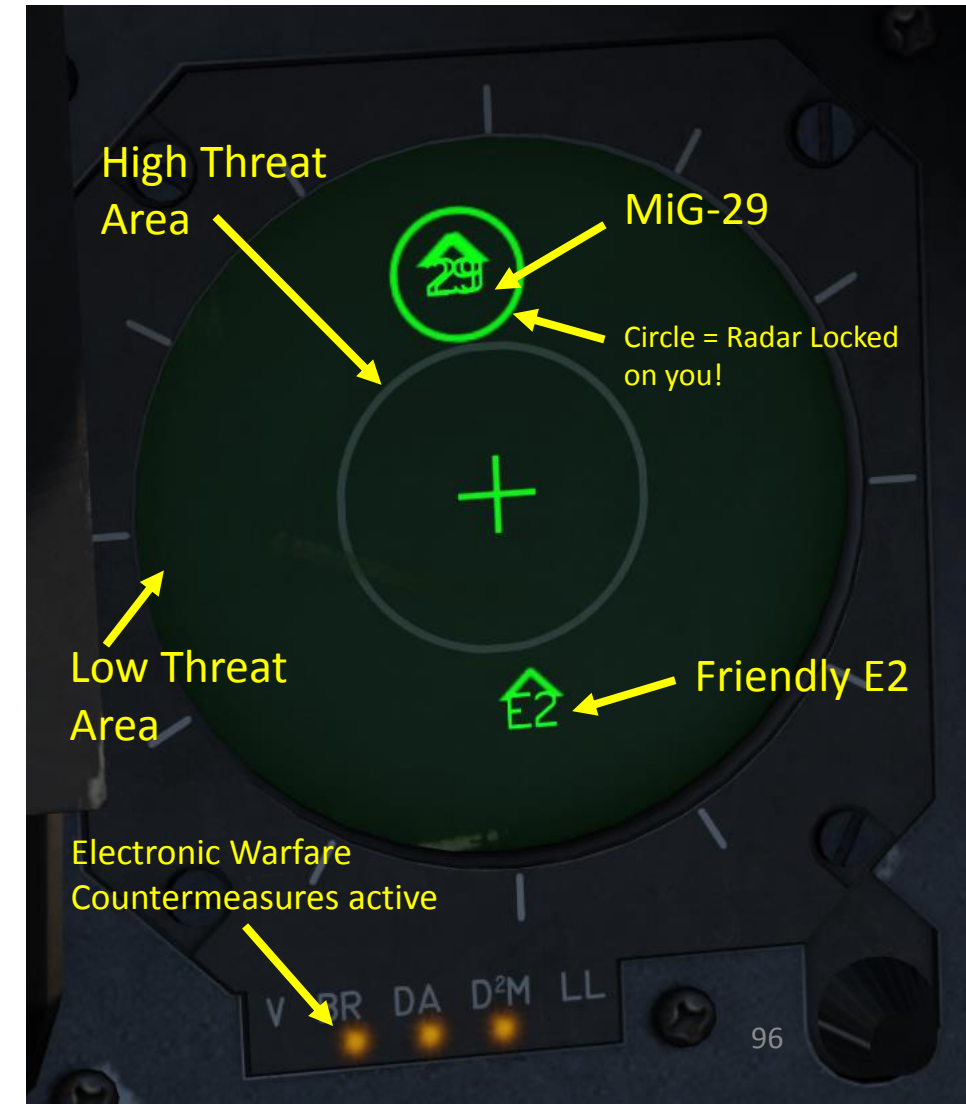 High Threat
Area
MiG-29
29
Circle = Radar Locked
on you!
Low Threat
Area
E2
Friendly E2
Electronic Warfare
Countermeasures active
V BR DA D²M LL
96